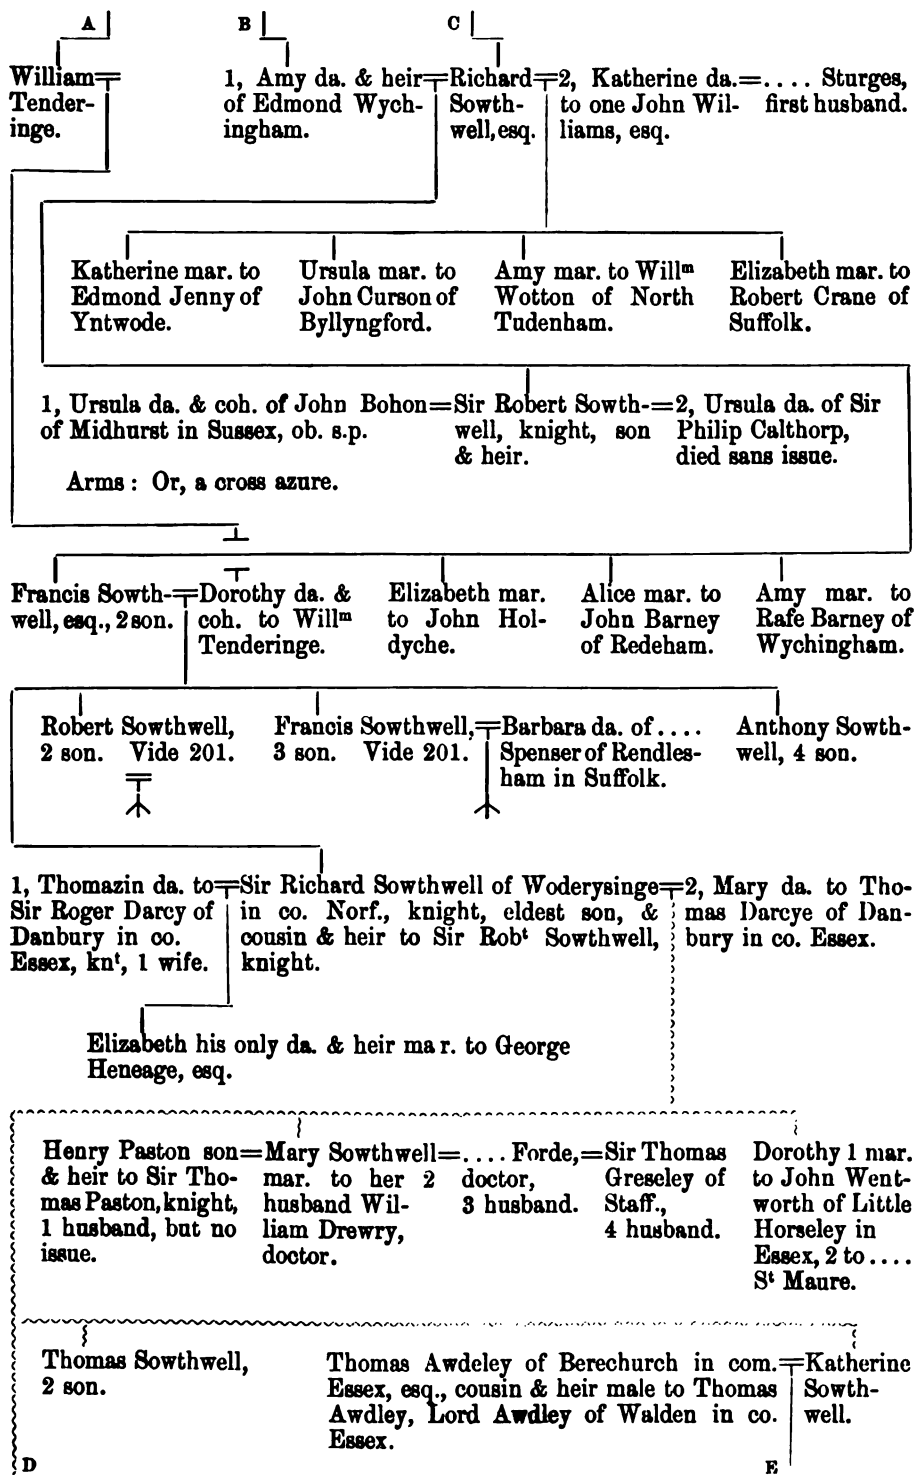 A B C
William
Tender-
inge.
1, Amy da. & heir
of Edmond Wych-
ingham.
Richard
Sowth-
well, esq.
2, Katherine da.
to one John Wil-
liams, esq.
.... Sturges,
first husband.
Katherine mar. to
Edmond Jenny of
Yntwode.
Ursula mar. to
John Curson of
Byllyngford.
Amy mar. to Willᵐ
Wotton of North
Tudenham.
Elizabeth mar. to
Robert Crane of
Suffolk.
1, Ursula da. & coh. of John Bohon
of Midhurst in Sussex, ob. s.p.
Arms : Or, a cross azure.
Sir Robert Sowth-
well, knight, son
& heir.
2, Ursula da. of Sir
Philip Calthorp,
died sans issue.
Francis Sowth-
well, esq., 2 son.
Dorothy da. &
coh. to Willᵐ
Tenderinge.
Elizabeth mar.
to John Hol-
dyche.
Alice mar. to
John Barney
of Redeham.
Amy mar. to
Rafe Barney of
Wychingham.
Robert Sowthwell,
2 son. Vide 201.
Francis Sowthwell,
3 son. Vide 201.
Barbara da. of ....
Spenser of Rendles-
ham in Suffolk.
Anthony Sowth-
well, 4 son.
1, Thomazin da. to
Sir Roger Darcy of
Danbury in co.
Essex, knᵗ, 1 wife.
Sir Richard Sowthwell of Woderysinge
in co. Norf., knight, eldest son, &
cousin & heir to Sir Robᵗ Sowthwell,
knight.
2, Mary da. to Tho-
mas Darcye of Dan-
bury in co. Essex.
Elizabeth his only da. & heir mar. to George
Heneage, esq.
Henry Paston son
& heir to Sir Tho-
mas Paston, knight,
1 husband, but no
issue.
Mary Sowthwell
mar. to her 2
husband Wil-
liam Drewry,
doctor.
.... Forde,
doctor,
3 husband.
Sir Thomas
Greseley of
Staff.,
4 husband.
Dorothy 1 mar.
to John Went-
worth of Little
Horseley in
Essex, 2 to ....
Sᵗ Maure.
Thomas Sowthwell,
2 son.
Thomas Awdeley of Berechurch in com.
Essex, esq., cousin & heir male to Thomas
Awdley, Lord Awdley of Walden in co.
Essex.
Katherine
Sowth-
well.
D E